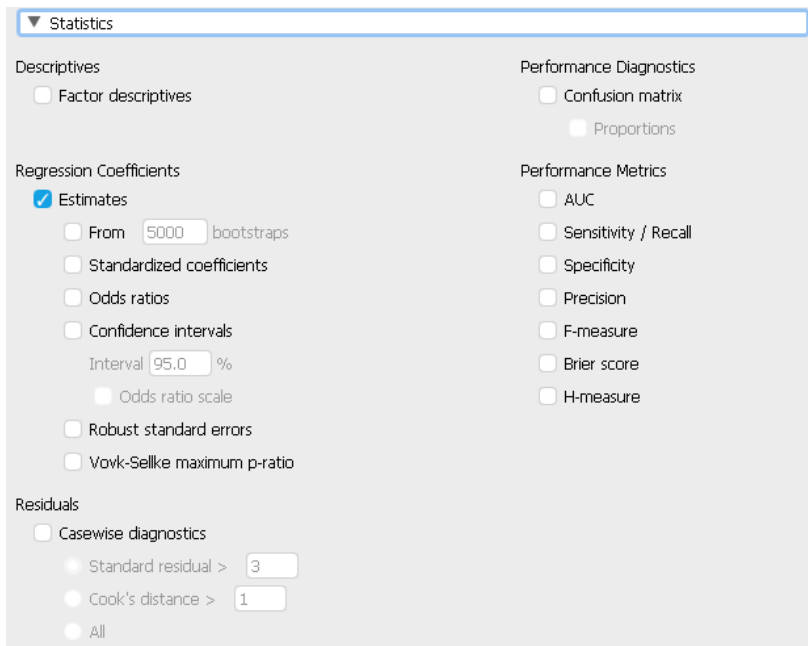 Statistics
Descriptives
Factor descriptives
Performance Diagnostics
Confusion matrix
Proportions
Regression Coefficients
Estimates
From 5000 bootstraps
Standardized coefficients
Odds ratios
Confidence intervals
Interval 95.0 %
Odds ratio scale
Robust standard errors
Vovk-Sellke maximum p-ratio
Performance Metrics
AUC
Sensitivity / Recall
Specificity
Precision
F-measure
Brier score
H-measure
Residuals
Casewise diagnostics
Standard residual > 3
Cook's distance > 1
All